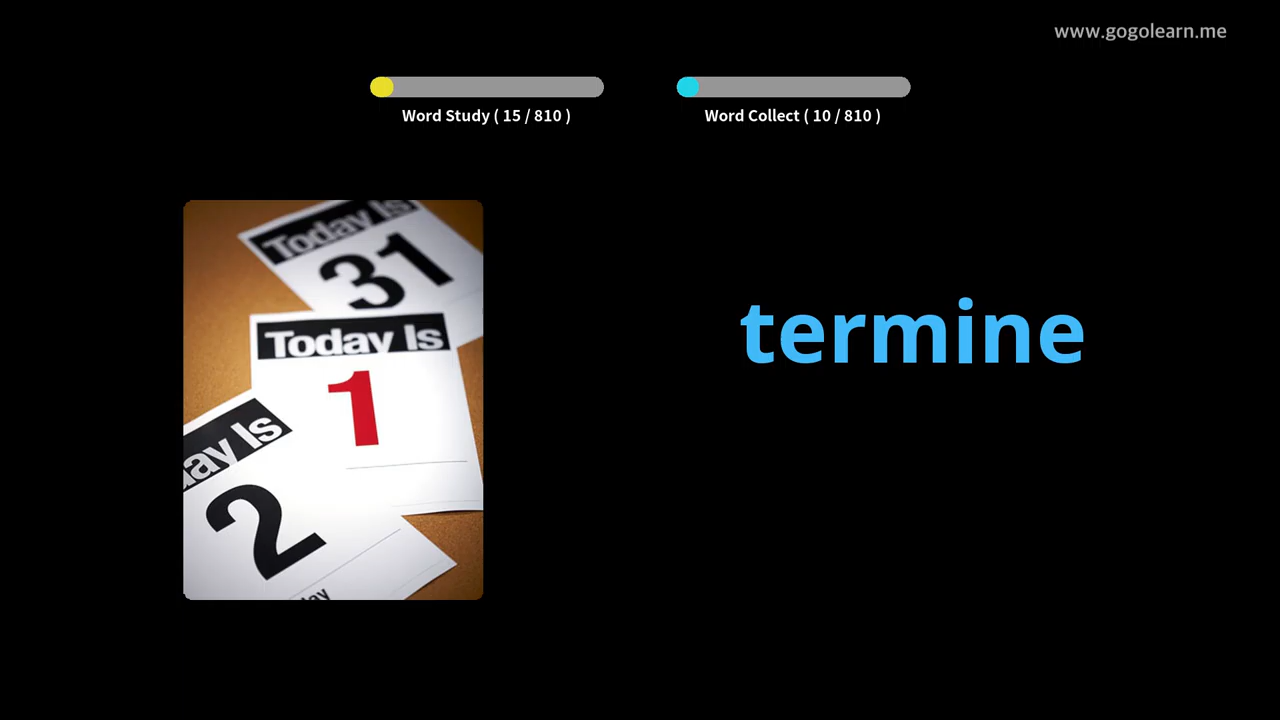 www.gogolearn.me
Word Study ( 15 / 810 )
Word Collect ( 10 / 810 )
Today Is
31
Today Is
1
ay Is
2
ay
termine